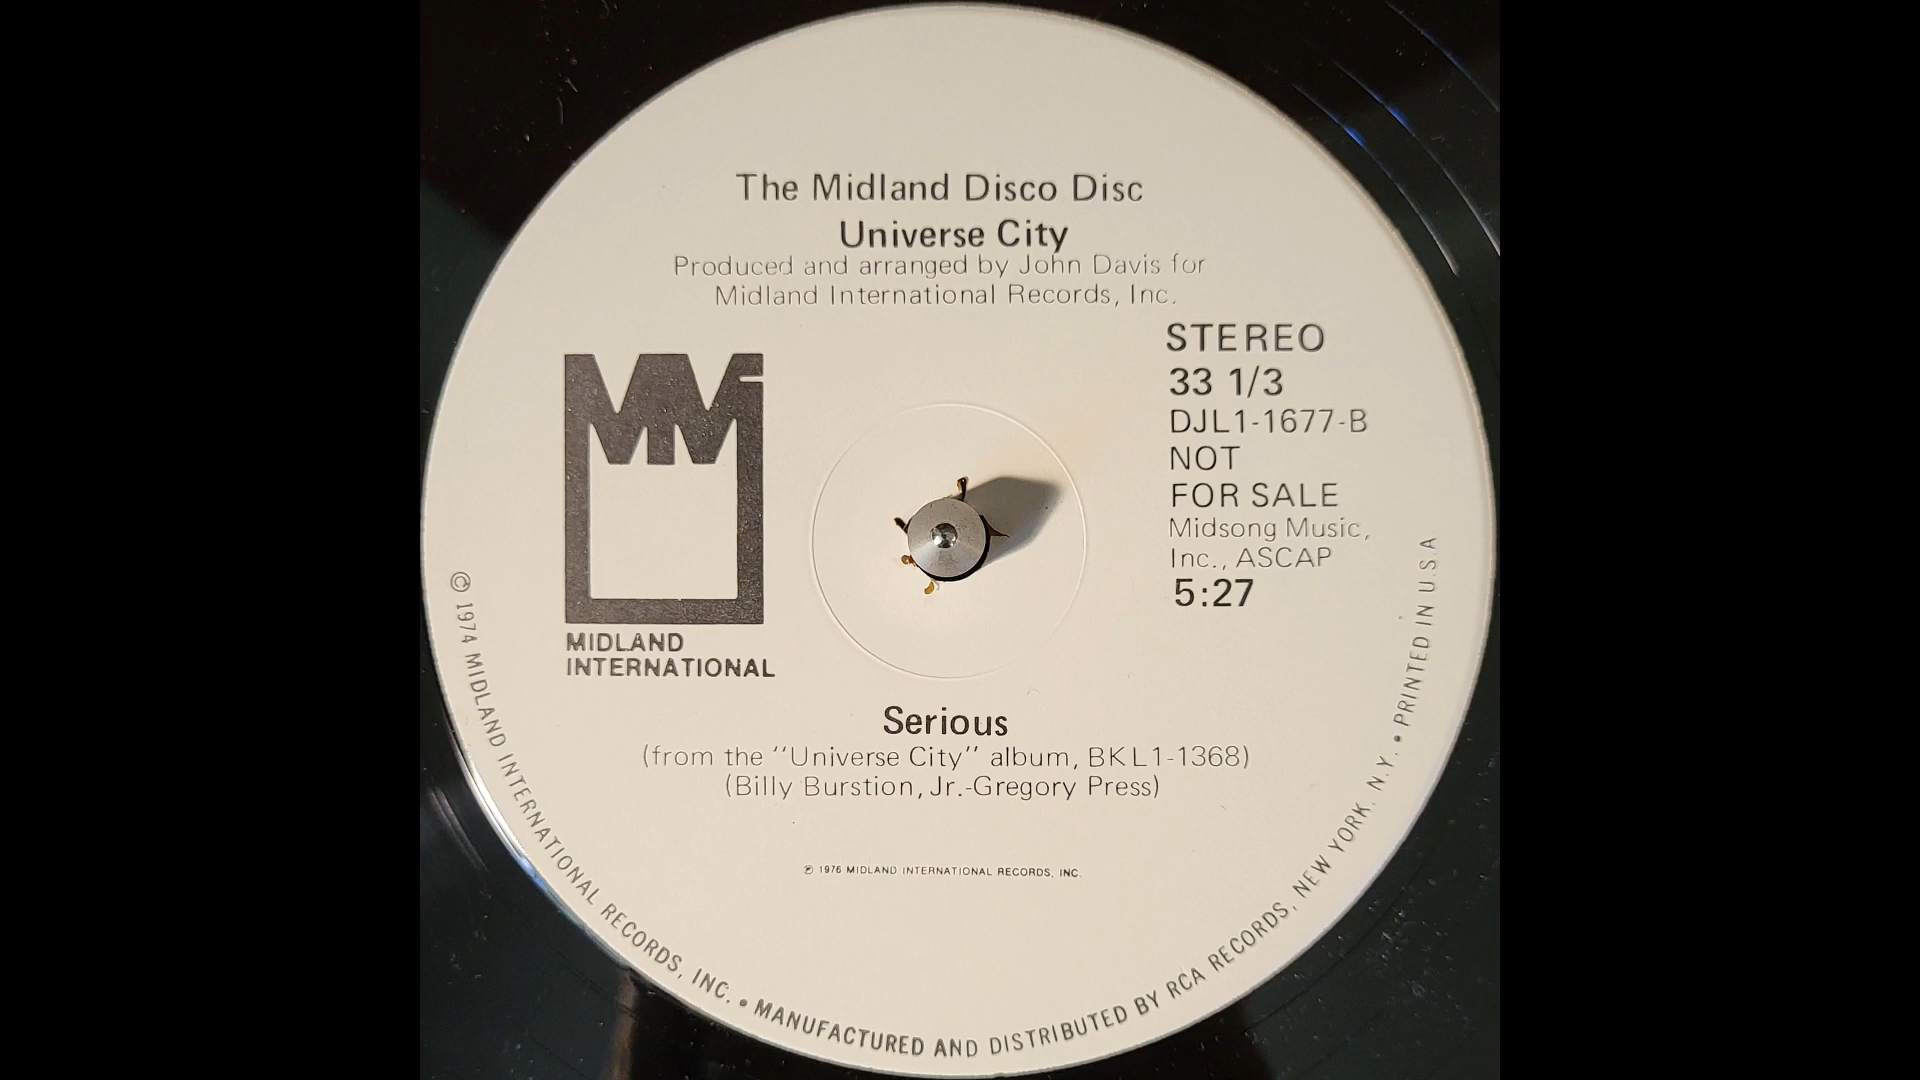 The Midland Disco Disc
Universe City
Produced and arranged by John Davis for
Midland International Records, Inc.
STEREO
33 1/3
DJL1-1677-B
NOT
FOR SALE
Midsong Music,
Inc., ASCAP
5:27
MIDLAND
INTERNATIONAL
Serious
(from the "Universe City" album, BKL1-1368)
(Billy Burstion, Jr.-Gregory Press)
℗ 1976 MIDLAND INTERNATIONAL RECORDS, INC.
© 1974 MIDLAND INTERNATIONAL RECORDS, INC. • MANUFACTURED AND DISTRIBUTED BY RCA RECORDS, NEW YORK, N.Y. • PRINTED IN U.S.A